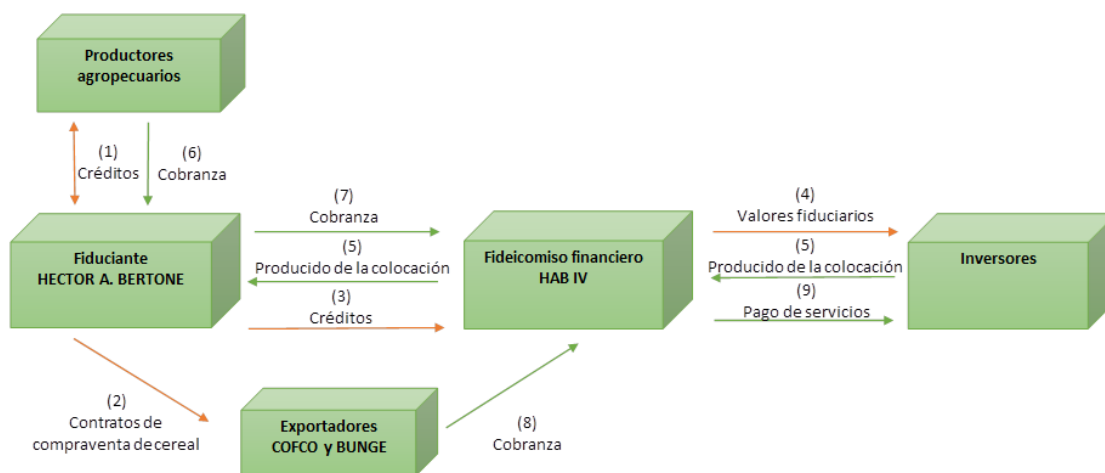 Productores
agropecuarios
(1)
Créditos
(6)
Cobranza
Fiduciante
HECTOR A. BERTONE
(7)
Cobranza
(5)
Producido de la colocación
(3)
Créditos
Fideicomiso financiero
HAB IV
(4)
Valores fiduciarios
(5)
Producido de la colocación
(9)
Pago de servicios
Inversores
(2)
Contratos de
compraventa de cereal
Exportadores
COFCO y BUNGE
(8)
Cobranza